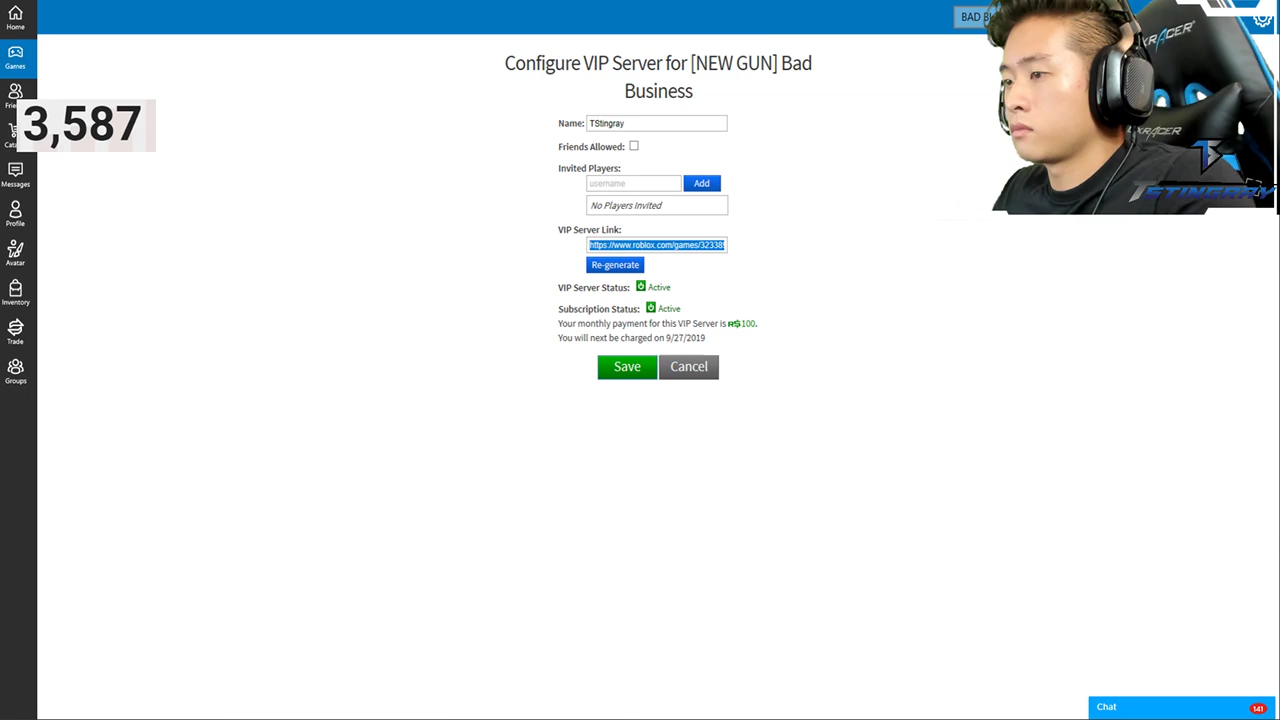 Home
BAD
Games
Configure VIP Server for [NEW GUN] Bad
Business
3,587
Name: TStingray
Friends Allowed:
Invited Players:
username Add
No Players Invited
VIP Server Link:
https://www.roblox.com/games/32338
Re-generate
VIP Server Status: Active
Subscription Status: Active
Your monthly payment for this VIP Server is R$100.
You will next be charged on 9/27/2019
Save Cancel
Messages
Profile
Avatar
Inventory
Trade
Groups
TSTINGRAY
Chat 141